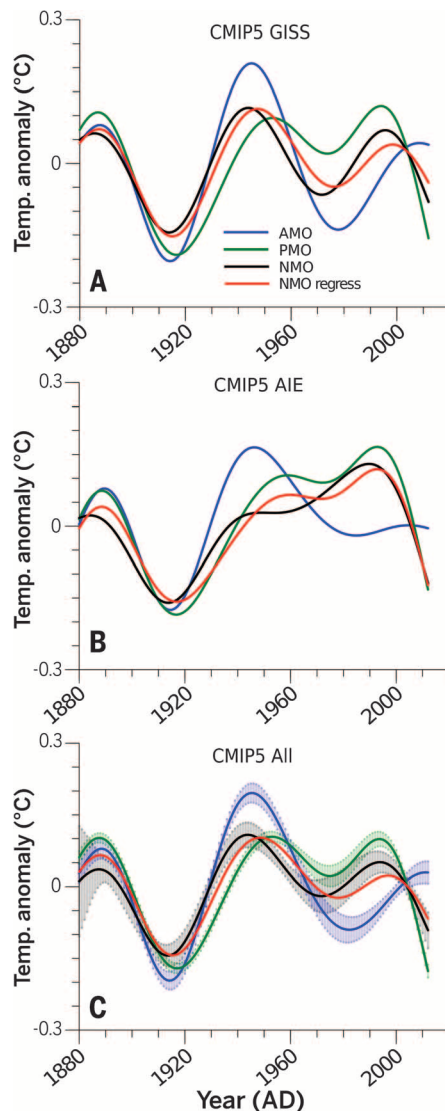 CMIP5 GISS
0.3
0
-0.3
Temp. anomaly (°C)
AMO
PMO
NMO
NMO regress
A
1880
1920
1960
2000
CMIP5 AIE
0.3
0
-0.3
Temp. anomaly (°C)
B
1880
1920
1960
2000
CMIP5 All
0.3
0
-0.3
Temp. anomaly (°C)
C
1880
1920
1960
2000
Year (AD)